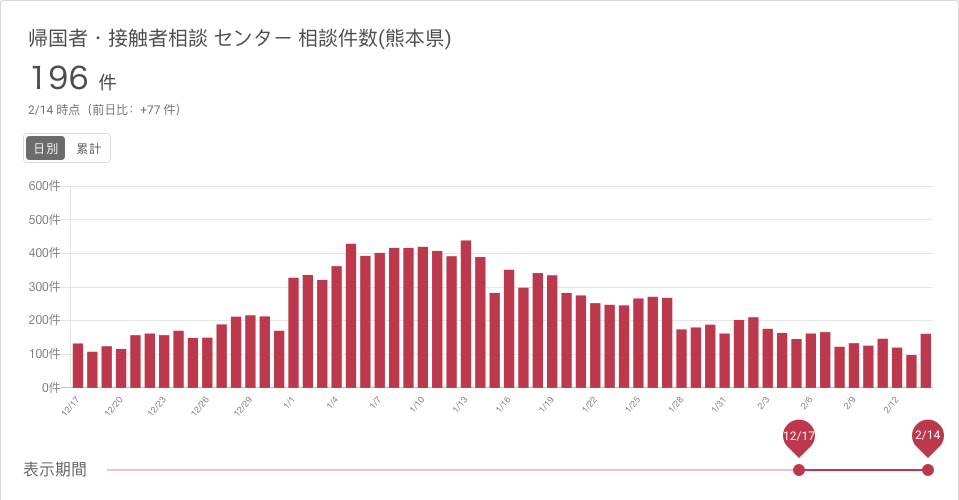 帰国者・接触者相談 センター 相談件数(熊本県)
196 件
2/14 時点（前日比：+77 件）
日別 累計
600件
500件
400件
300件
200件
100件
0件
12/17 12/20 12/23 12/26 12/29 1/1 1/4 1/7 1/10 1/13 1/16 1/19 1/22 1/25 1/28 1/31 2/3 2/6 2/9 2/12
12/17 2/14
表示期間